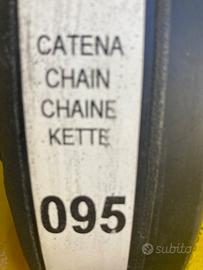 CATENA
CHAIN
CHAINE
KETTE
095
subito